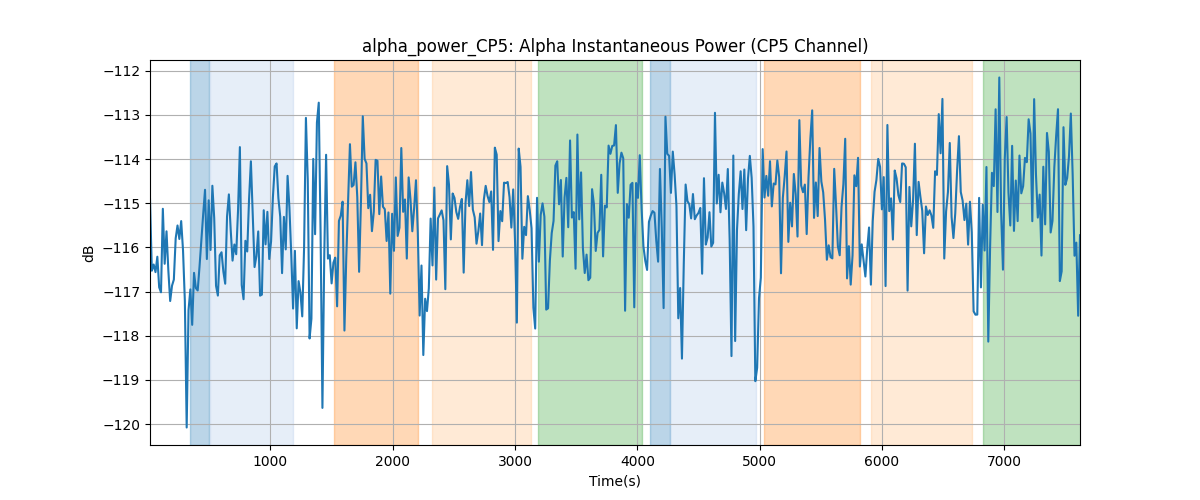 alpha_power_CP5: Alpha Instantaneous Power (CP5 Channel)
−112
−113
−114
−115
−116
−117
−118
−119
−120
dB
1000 2000 3000 4000 5000 6000 7000
Time(s)